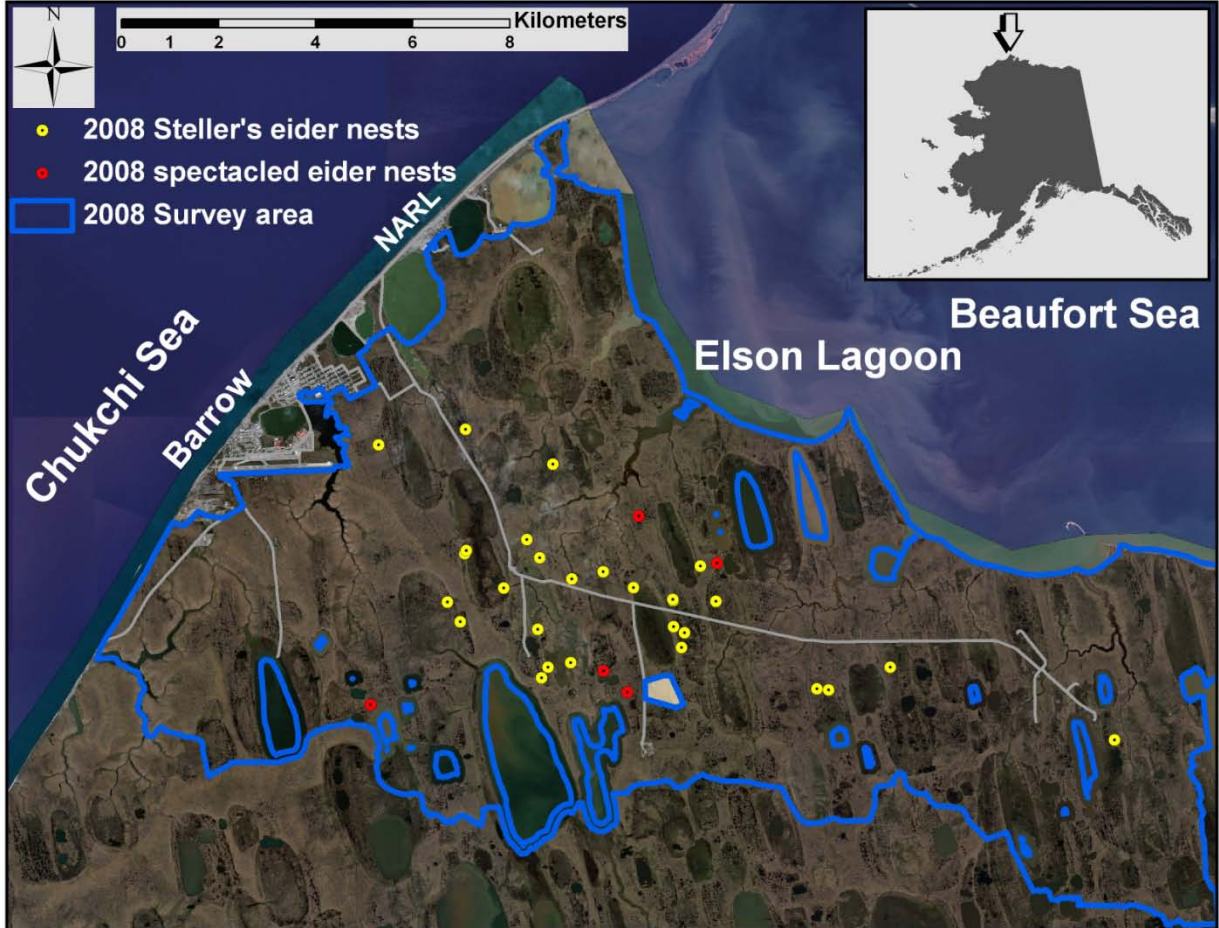 N
Kilometers
0 1 2 4 6 8
2008 Steller's eider nests
2008 spectacled eider nests
2008 Survey area
NARL
Chukchi Sea
Barrow
Elson Lagoon
Beaufort Sea